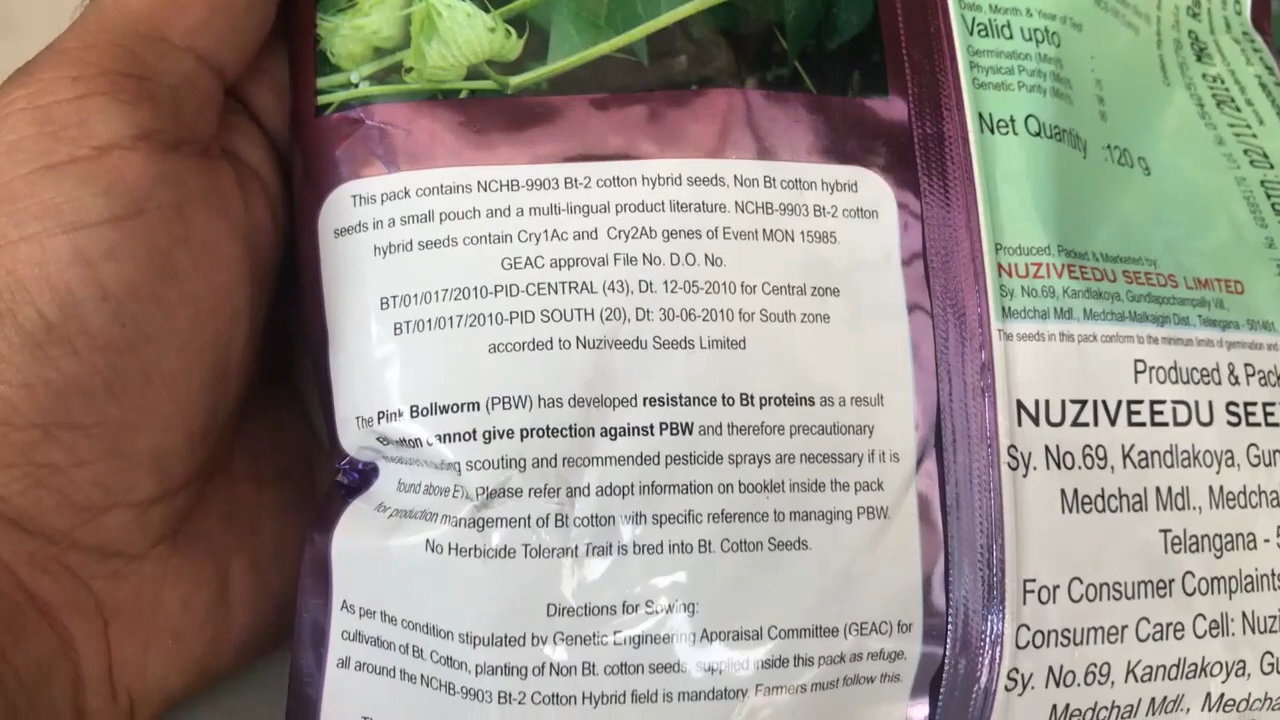 This pack contains NCHB-9903 Bt-2 cotton hybrid seeds, Non Bt cotton hybrid
seeds in a small pouch and a multi-lingual product literature. NCHB-9903 Bt-2 cotton
hybrid seeds contain Cry1Ac and Cry2Ab genes of Event MON 15985.
GEAC approval File No. D.O. No.
BT/01/017/2010-PID-CENTRAL (43), Dt. 12-05-2010 for Central zone
BT/01/017/2010-PID SOUTH (20), Dt: 30-06-2010 for South zone
accorded to Nuziveedu Seeds Limited
The Pink Bollworm (PBW) has developed resistance to Bt proteins as a result
cannot give protection against PBW and therefore precautionary
scouting and recommended pesticide sprays are necessary if it is
found above Please refer and adopt information on booklet inside the pack
for production management of Bt cotton with specific reference to managing PBW.
No Herbicide Tolerant Trait is bred into Bt. Cotton Seeds.
Directions for Sowing:
As per the condition stipulated by Genetic Engineering Appraisal Committee (GEAC) for
cultivation of Bt. Cotton, planting of Non Bt. cotton seeds, supplied inside this pack as refuge,
all around the NCHB-9903 Bt-2 Cotton Hybrid field is mandatory. Farmers must follow this.
Date, Month & Year of Test
Valid upto
Germination (Min)
Physical Purity (Min)
Genetic Purity (Min)
Net Quantity :120 g
02/11/2018
Produced, Packed & Marketed by:
NUZIVEEDU SEEDS LIMITED
Sy. No.69, Kandlakoya, Gundlapochampally Vill.,
Medchal Mdl., Medchal-Malkajgiri Dist., Telangana - 501401
The seeds in this pack conform to the minimum limits of germination and
Produced & Pack
NUZIVEEDU SEE
Sy. No.69, Kandlakoya, Gun
Medchal Mdl., Medcha
Telangana - 5
For Consumer Complaints
Consumer Care Cell: Nuzi
Sy. No.69, Kandlakoya, Gu
Medchal Mdl., Medcha